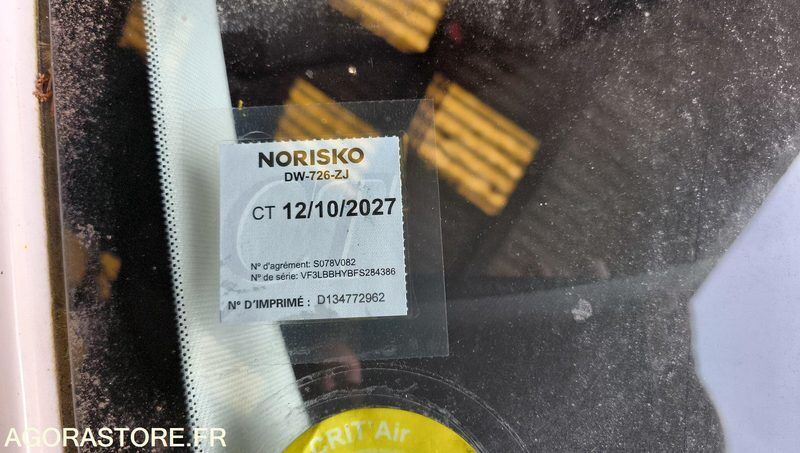 NORISKO
DW-726-ZJ
CT 12/10/2027
N° d'agrément: S078V082
N° de série: VF3LBBHYBFS284386
N° D'IMPRIMÉ : D134772962
CRIT'Air
AGORASTORE.FR